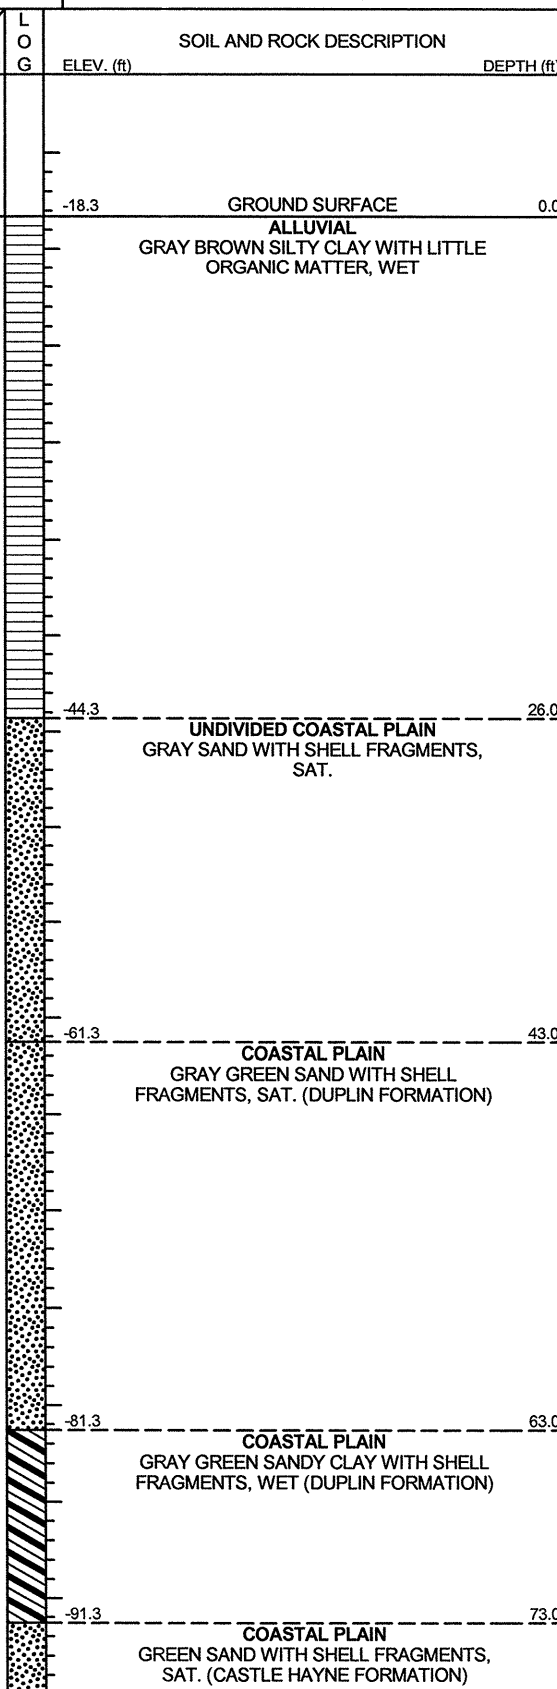 L
O
G
SOIL AND ROCK DESCRIPTION
ELEV. (ft) DEPTH (ft)
-18.3 GROUND SURFACE 0.0
ALLUVIAL
GRAY BROWN SILTY CLAY WITH LITTLE
ORGANIC MATTER, WET
-44.3 26.0
UNDIVIDED COASTAL PLAIN
GRAY SAND WITH SHELL FRAGMENTS,
SAT.
-61.3 43.0
COASTAL PLAIN
GRAY GREEN SAND WITH SHELL
FRAGMENTS, SAT. (DUPLIN FORMATION)
-81.3 63.0
COASTAL PLAIN
GRAY GREEN SANDY CLAY WITH SHELL
FRAGMENTS, WET (DUPLIN FORMATION)
-91.3 73.0
COASTAL PLAIN
GREEN SAND WITH SHELL FRAGMENTS,
SAT. (CASTLE HAYNE FORMATION)